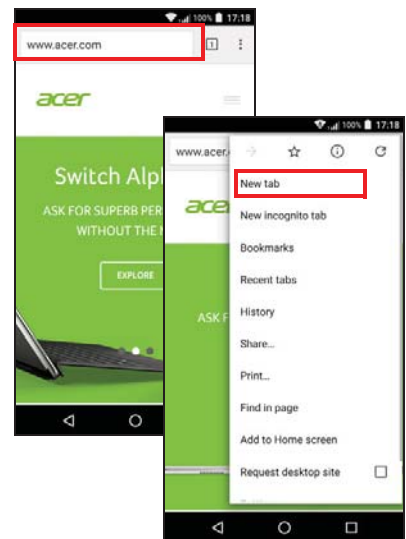 100% 17:18
www.acer.com
1
acer
Switch Alp
ASK FOR SUPERB PER
WITHOUT THE
EXPLORE
100% 17:18
www.acer.
New tab
ace
New incognito tab
Bookmarks
Recent tabs
History
ASK F
Share...
Print...
Find in page
Add to Home screen
Request desktop site